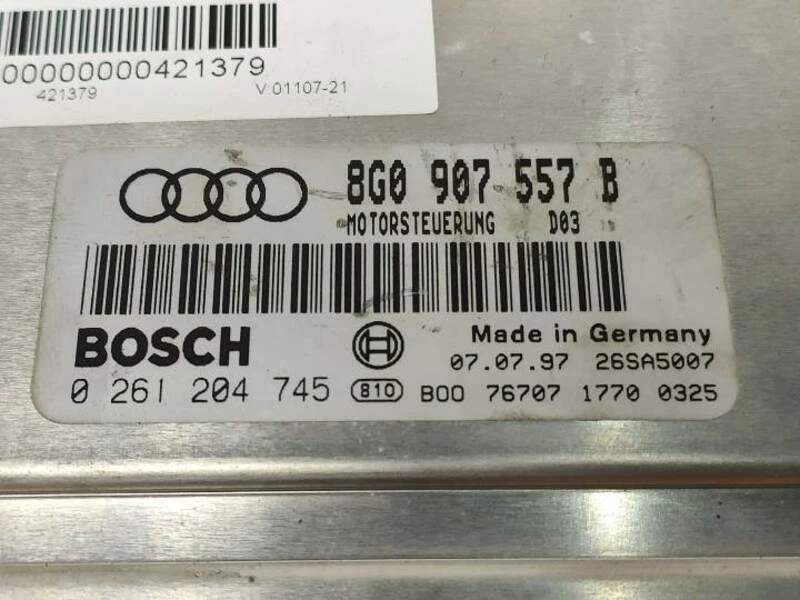 00000000421379
421379 V 01107-21
8G0 907 557 B
MOTORSTEUERUNG D03
BOSCH Made in Germany
07.07.97 26SA5007
0 261 204 745 810 B00 76707 1770 0325